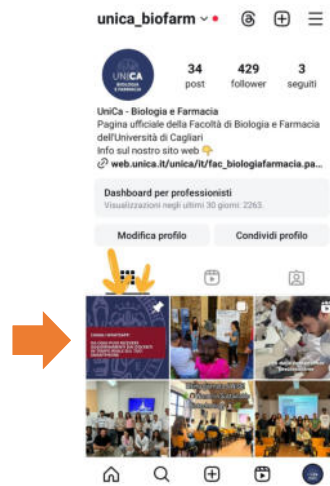 unica_biofarm
UNICA
BIOLOGIA E
FARMACIA
34
post
429
follower
3
seguiti
UniCa - Biologia e Farmacia
Pagina ufficiale della Facoltà di Biologia e Farmacia
dell'Università di Cagliari
Info sul nostro sito web
web.unica.it/unica/it/fac_biologiafarmacia.pa...
Dashboard per professionisti
Visualizzazioni negli ultimi 30 giorni: 2263.
Modifica profilo
Condividi profilo